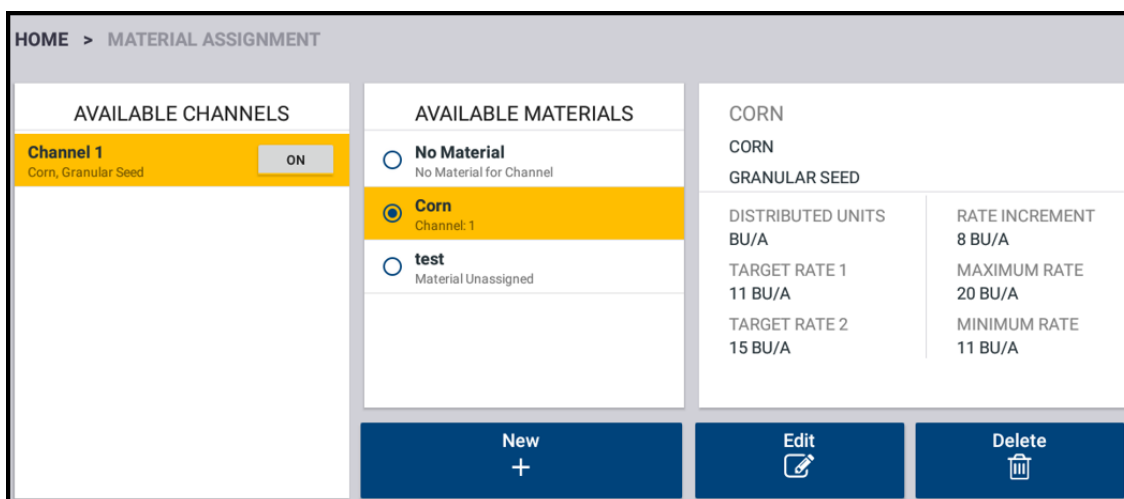 HOME > MATERIAL ASSIGNMENT
AVAILABLE CHANNELS
Channel 1
Corn, Granular Seed
ON
AVAILABLE MATERIALS
No Material
No Material for Channel
Corn
Channel: 1
test
Material Unassigned
CORN
CORN
GRANULAR SEED
DISTRIBUTED UNITS
BU/A
RATE INCREMENT
8 BU/A
TARGET RATE 1
11 BU/A
MAXIMUM RATE
20 BU/A
TARGET RATE 2
15 BU/A
MINIMUM RATE
11 BU/A
New
Edit
Delete